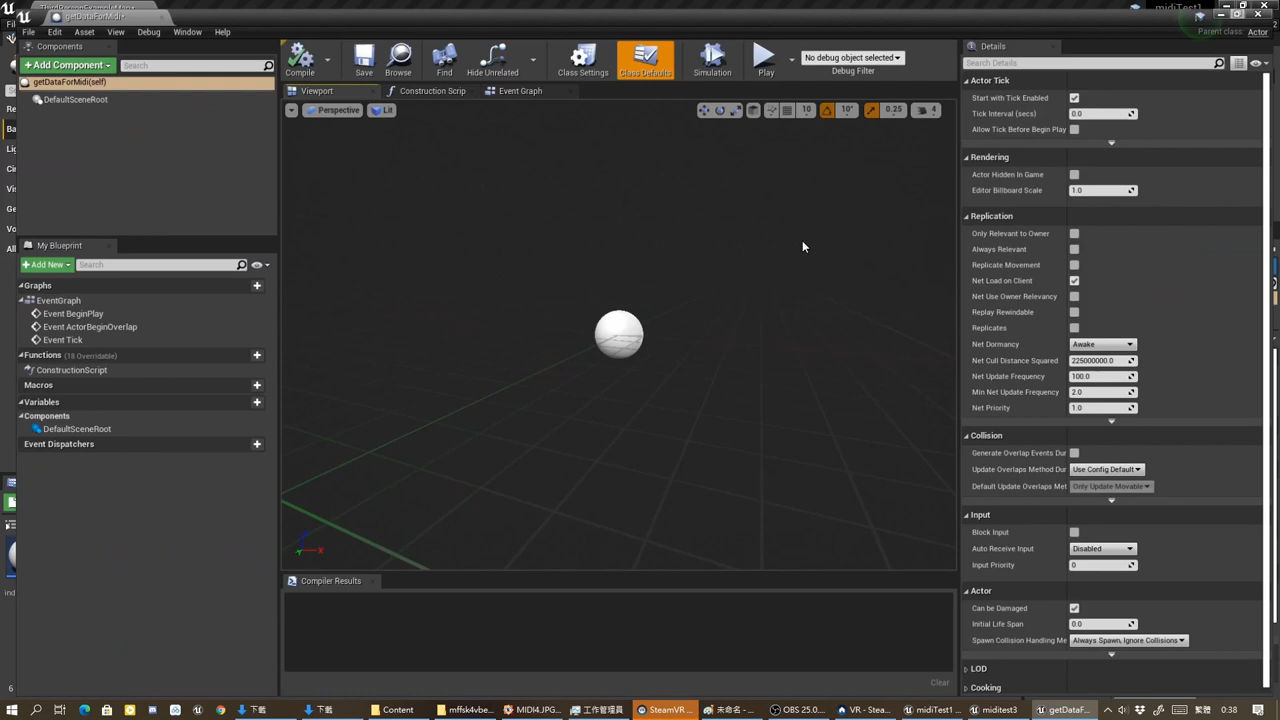 ThirdPersonExampleMap
midiTest1
getDataForMidi*
File Edit Asset View Debug Window Help
Parent class: Actor
Components
Details
+ Add Component
Search
Compile
Save
Browse
Find
Hide Unrelated
Class Settings
Class Defaults
Simulation
Play
No debug object selected
Debug Filter
Search Details
getDataForMidi(self)
DefaultSceneRoot
Viewport
Construction Scrip
Event Graph
Perspective
Lit
10
10°
0.25
4
Actor Tick
Start with Tick Enabled
Tick Interval (secs) 0.0
Allow Tick Before Begin Play
Rendering
Actor Hidden In Game
Editor Billboard Scale 1.0
Replication
Only Relevant to Owner
Always Relevant
Replicate Movement
Net Load on Client
Net Use Owner Relevancy
Replay Rewindable
Replicates
Net Dormancy Awake
Net Cull Distance Squared 225000000.0
Net Update Frequency 100.0
Min Net Update Frequency 2.0
Net Priority 1.0
Collision
Generate Overlap Events Dur
Update Overlaps Method Dur Use Config Default
Default Update Overlaps Met Only Update Movable
Input
Block Input
Auto Receive Input Disabled
Input Priority 0
Actor
Can be Damaged
Initial Life Span 0.0
Spawn Collision Handling Me Always Spawn, Ignore Collisions
LOD
Cooking
My Blueprint
+ Add New
Search
Graphs
EventGraph
Event BeginPlay
Event ActorBeginOverlap
Event Tick
Functions (18 Overridable)
ConstructionScript
Macros
Variables
Components
DefaultSceneRoot
Event Dispatchers
Compiler Results
Clear
下載
下載
Content
mffsk4vbe...
MIDI4.JPG...
工作管理員
SteamVR ...
未命名 - ...
OBS 25.0....
VR - Stea...
midiTest1 ...
miditest3
getDataF...
繁體
0:38